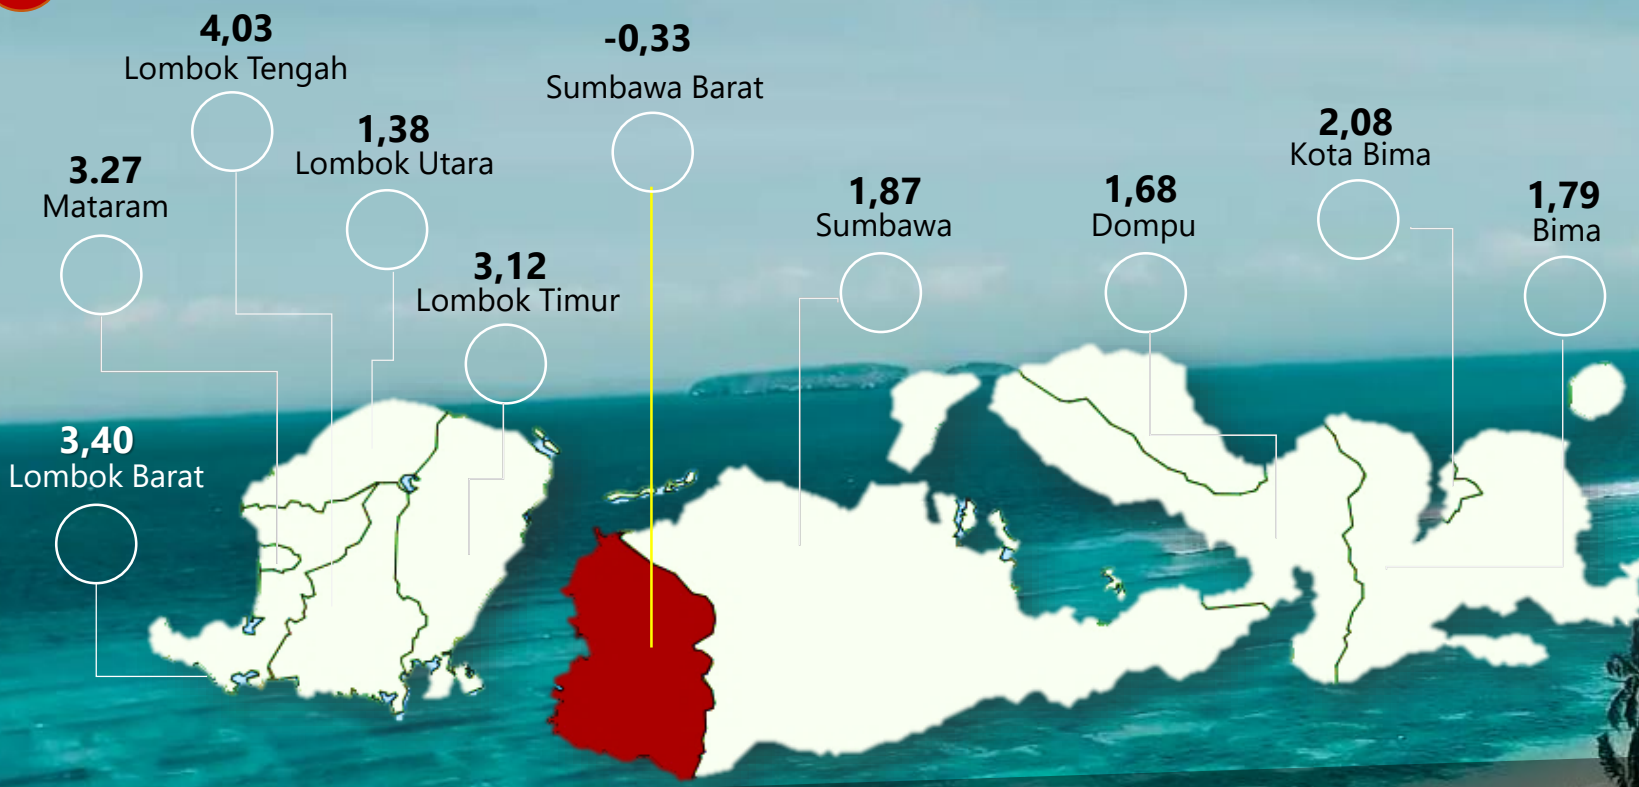 4,03
Lombok Tengah
-0,33
Sumbawa Barat
1,38
Lombok Utara
2,08
Kota Bima
3.27
Mataram
1,87
Sumbawa
1,68
Dompu
1,79
Bima
3,12
Lombok Timur
3,40
Lombok Barat